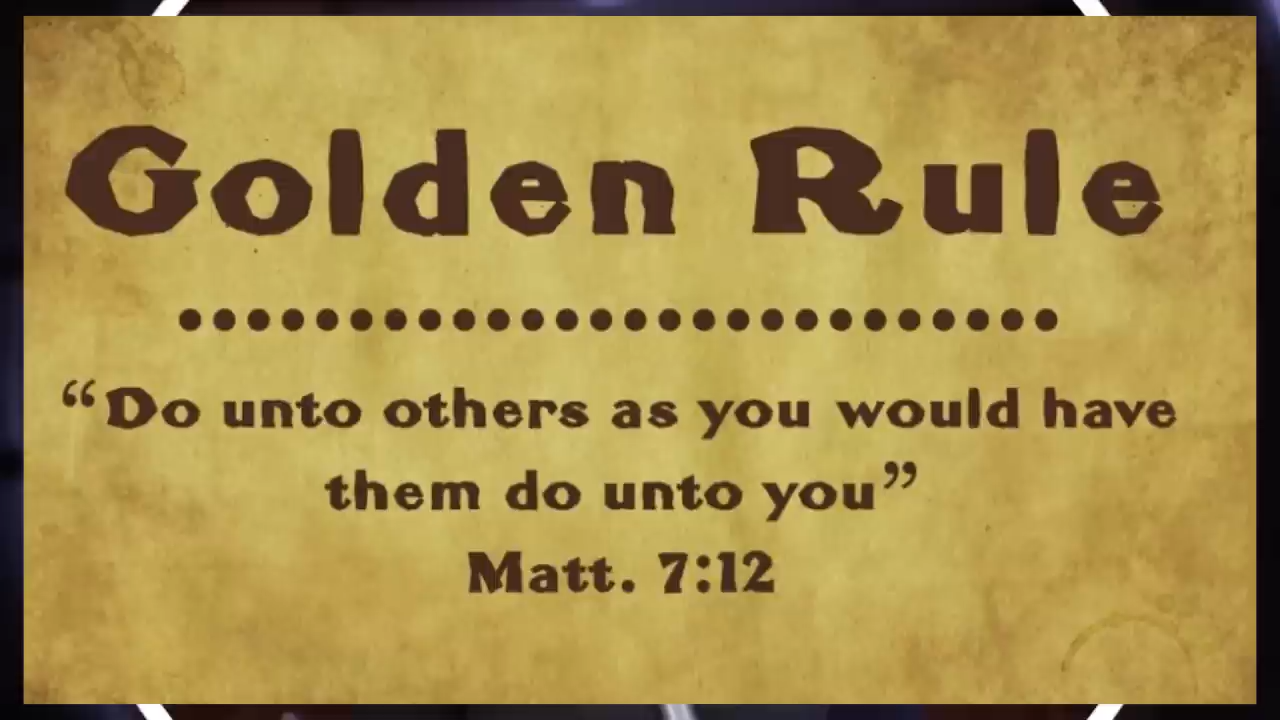 Golden Rule
“Do unto others as you would have
them do unto you”
Matt. 7:12